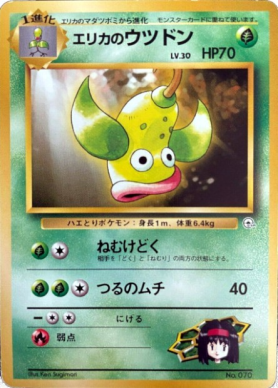 1進化
エリカのマダツボミから進化 モンスターカードに重ねて使います。
エリカのウツドン
LV.30 HP70
ハエとりポケモン：身長1m，体重6.4kg
ねむけどく
相手を「どく」と「ねむり」の両方の状態にする。
つるのムチ 40
にげる
弱点
Illus.Ken Sugimori
No.070